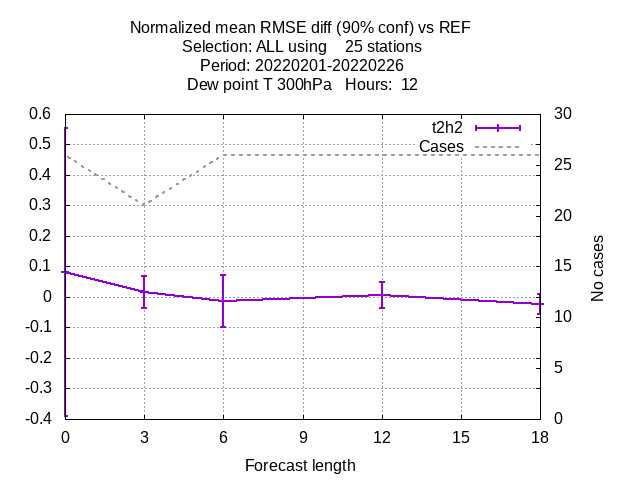 Normalized mean RMSE diff (90% conf) vs REF
Selection: ALL using    25 stations
Period: 20220201-20220226
Dew point T 300hPa   Hours:  12
t2h2
Cases
0.6
0.5
0.4
0.3
0.2
0.1
0
-0.1
-0.2
-0.3
-0.4
30
25
20
15
10
5
0
No cases
0 3 6 9 12 15 18
Forecast length